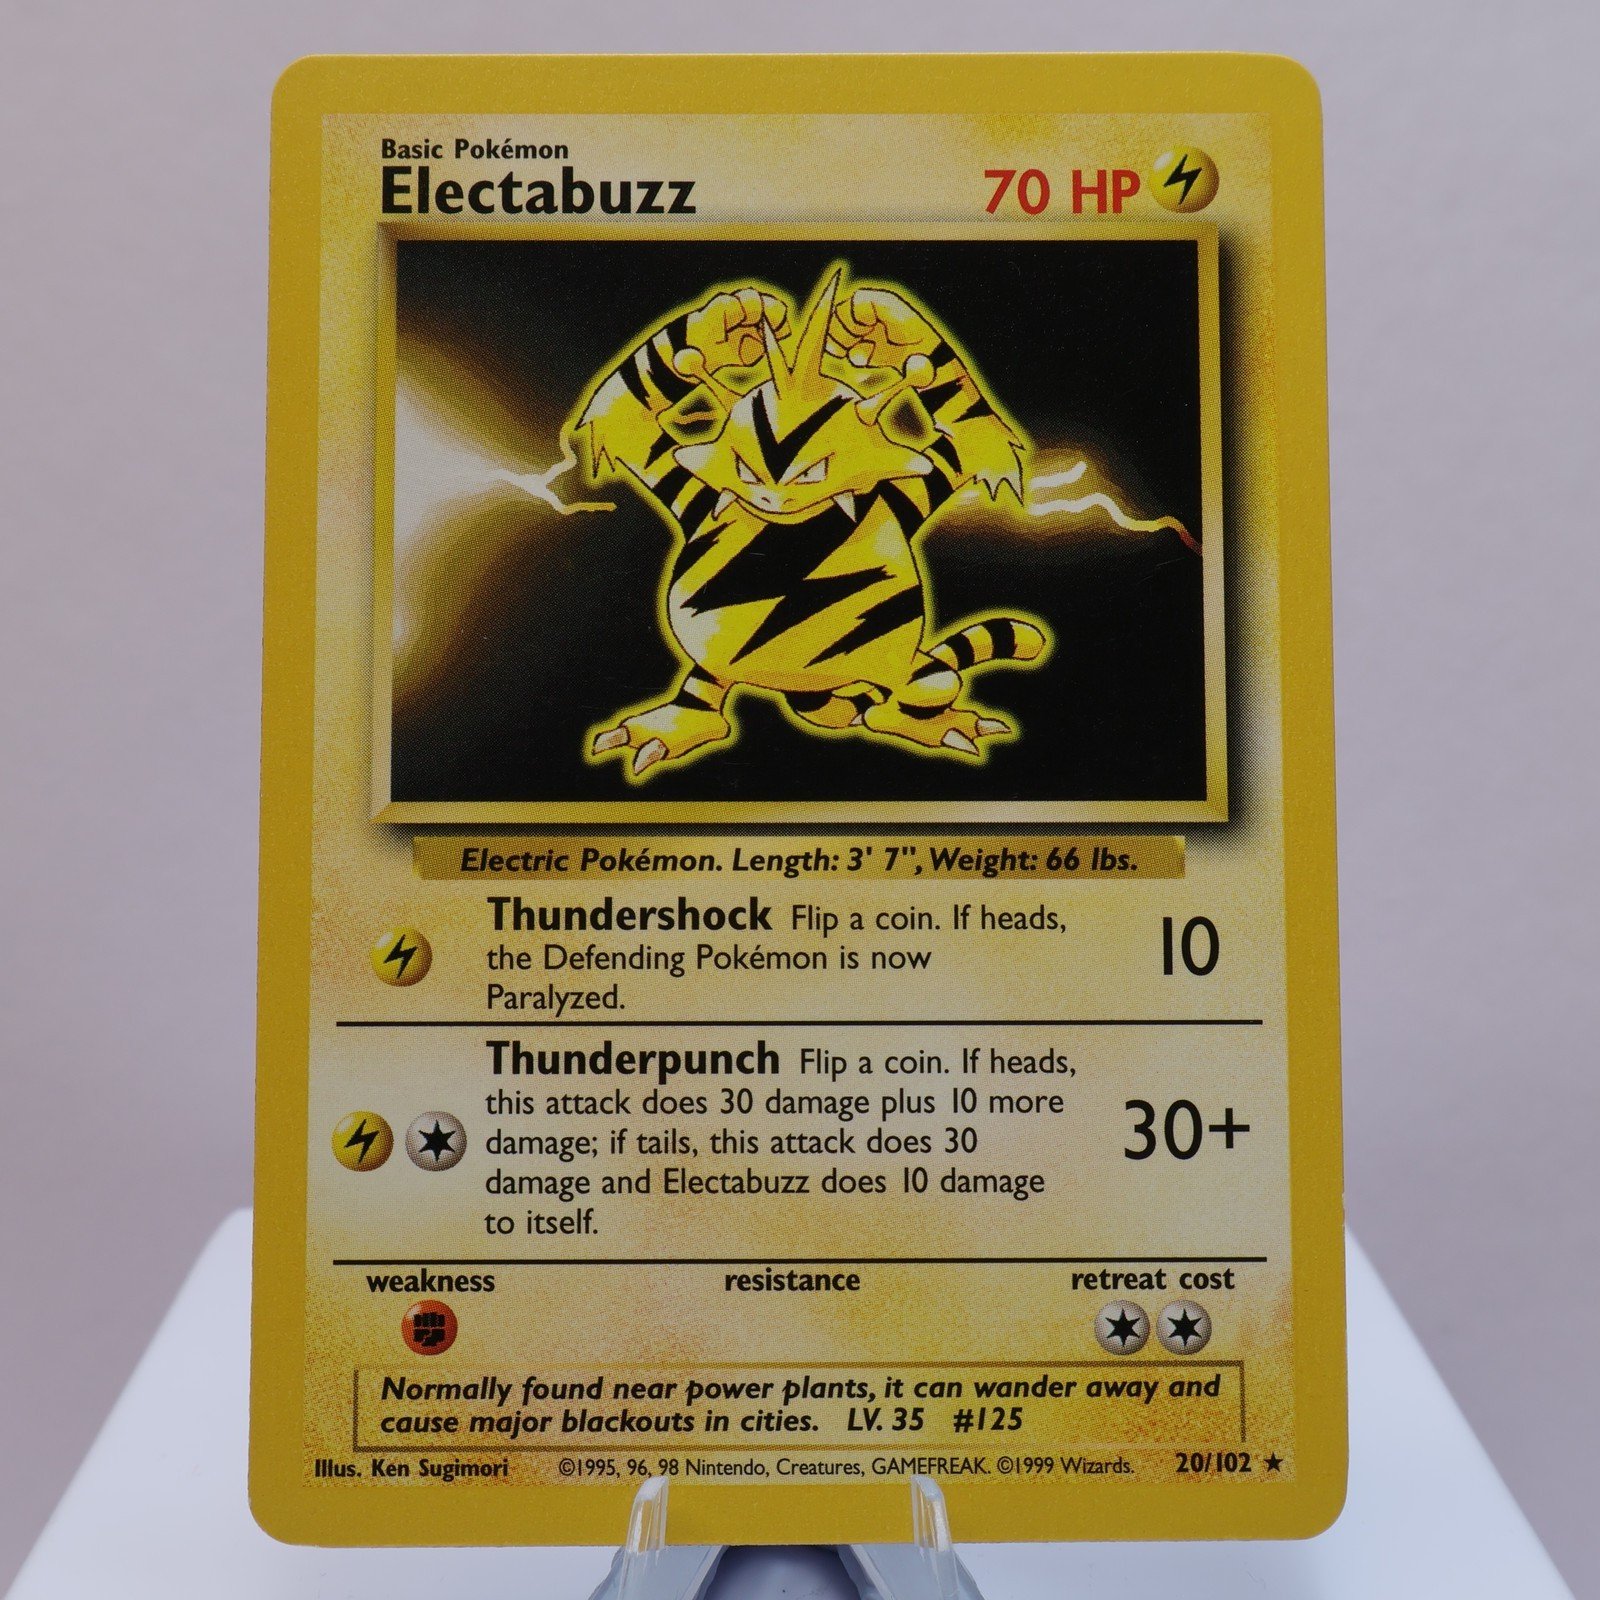 Basic Pokémon
Electabuzz 70 HP
Electric Pokémon. Length: 3' 7", Weight: 66 lbs.
Thundershock Flip a coin. If heads,
the Defending Pokémon is now
Paralyzed.
10
Thunderpunch Flip a coin. If heads,
this attack does 30 damage plus 10 more
damage; if tails, this attack does 30
damage and Electabuzz does 10 damage
to itself.
30+
weakness resistance retreat cost
Normally found near power plants, it can wander away and
cause major blackouts in cities. LV. 35 #125
Illus. Ken Sugimori ©1995, 96, 98 Nintendo, Creatures, GAMEFREAK. ©1999 Wizards. 20/102 ★